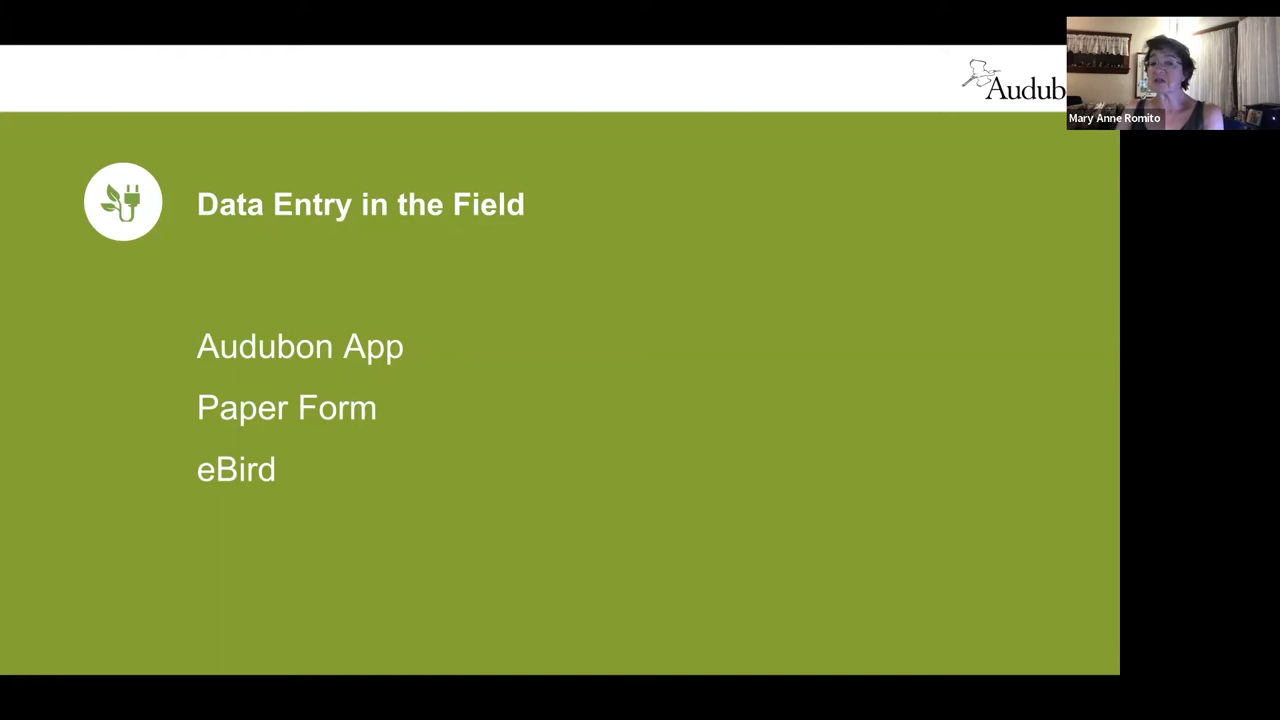 Audub
Mary Anne Romito
Data Entry in the Field
Audubon App
Paper Form
eBird